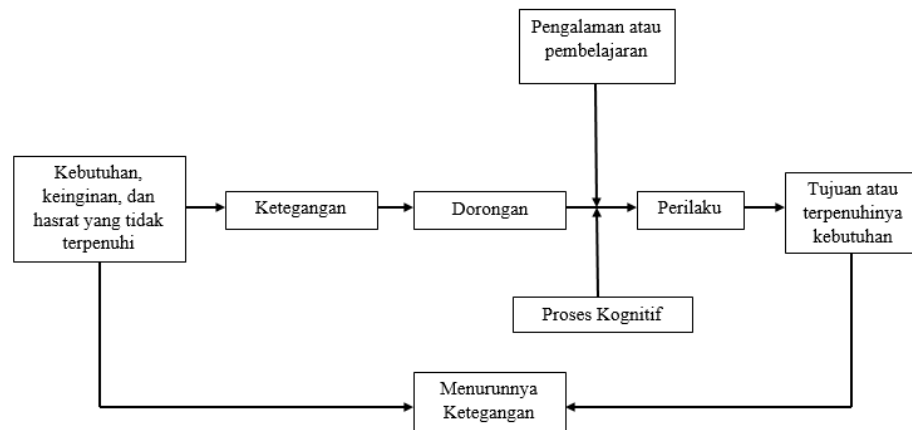 Pengalaman atau
pembelajaran
Kebutuhan,
keinginan, dan
hasrat yang tidak
terpenuhi
Ketegangan
Dorongan
Perilaku
Tujuan atau
terpenuhinya
kebutuhan
Proses Kognitif
Menurunnya
Ketegangan